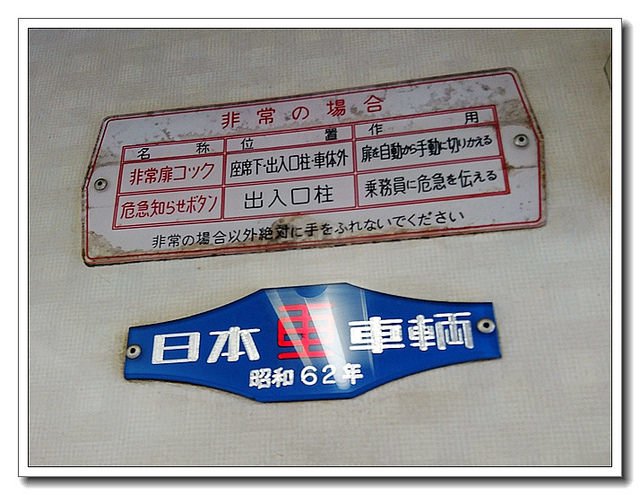 非常の場合
名称 位置 作用
非常扉コック 座席下・出入口柱・車体外 扉を自動から手動に切りかえる
危急知らせボタン 出入口柱 乗務員に危急を伝える
非常の場合以外絶対に手をふれないでください
日本車輌
昭和62年